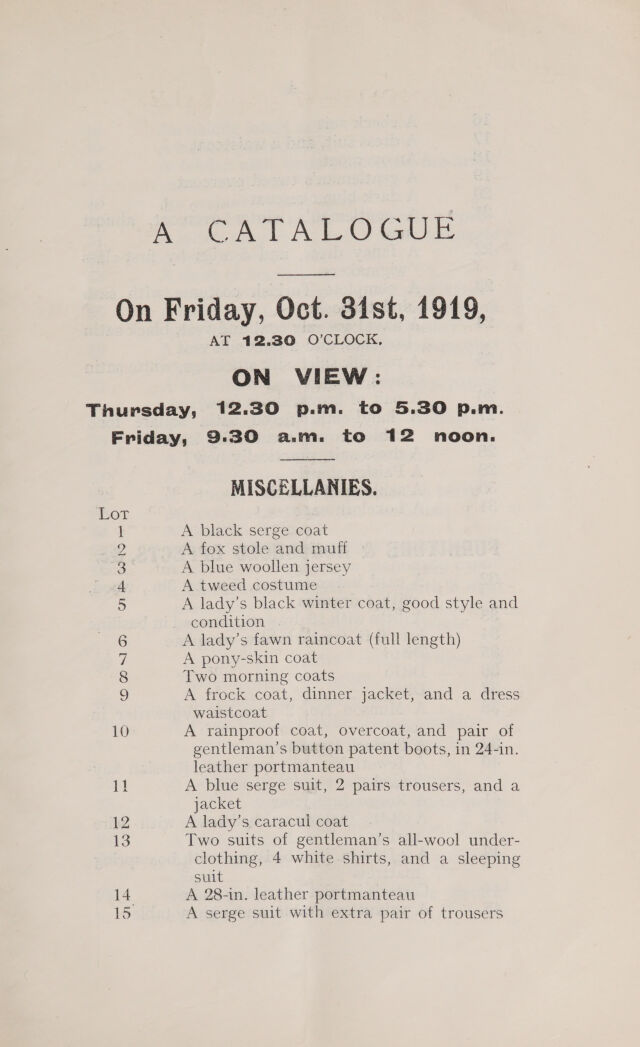 A CATALOGUE
On Friday, Oct. 31st, 1919,
AT 12.30 O'CLOCK.
ON VIEW:
Thursday, 12.30 p.m. to 5.30 p.m.
Friday, 9.30 a.m. to 12 noon.
MISCELLANIES.
LOT
1 A black serge coat
2 A fox stole and muff
3 A blue woollen jersey
4 A tweed costume
5 A lady's black winter coat, good style and
condition
6 A lady's fawn raincoat (full length)
7 A pony-skin coat
8 Two morning coats
9 A frock coat, dinner jacket, and a dress
waistcoat
10 A rainproof coat, overcoat, and pair of
gentleman's button patent boots, in 24-in.
leather portmanteau
11 A blue serge suit, 2 pairs trousers, and a
jacket
12 A lady's caracul coat
13 Two suits of gentleman's all-wool under-
clothing, 4 white shirts, and a sleeping
suit
14 A 28-in. leather portmanteau
15 A serge suit with extra pair of trousers